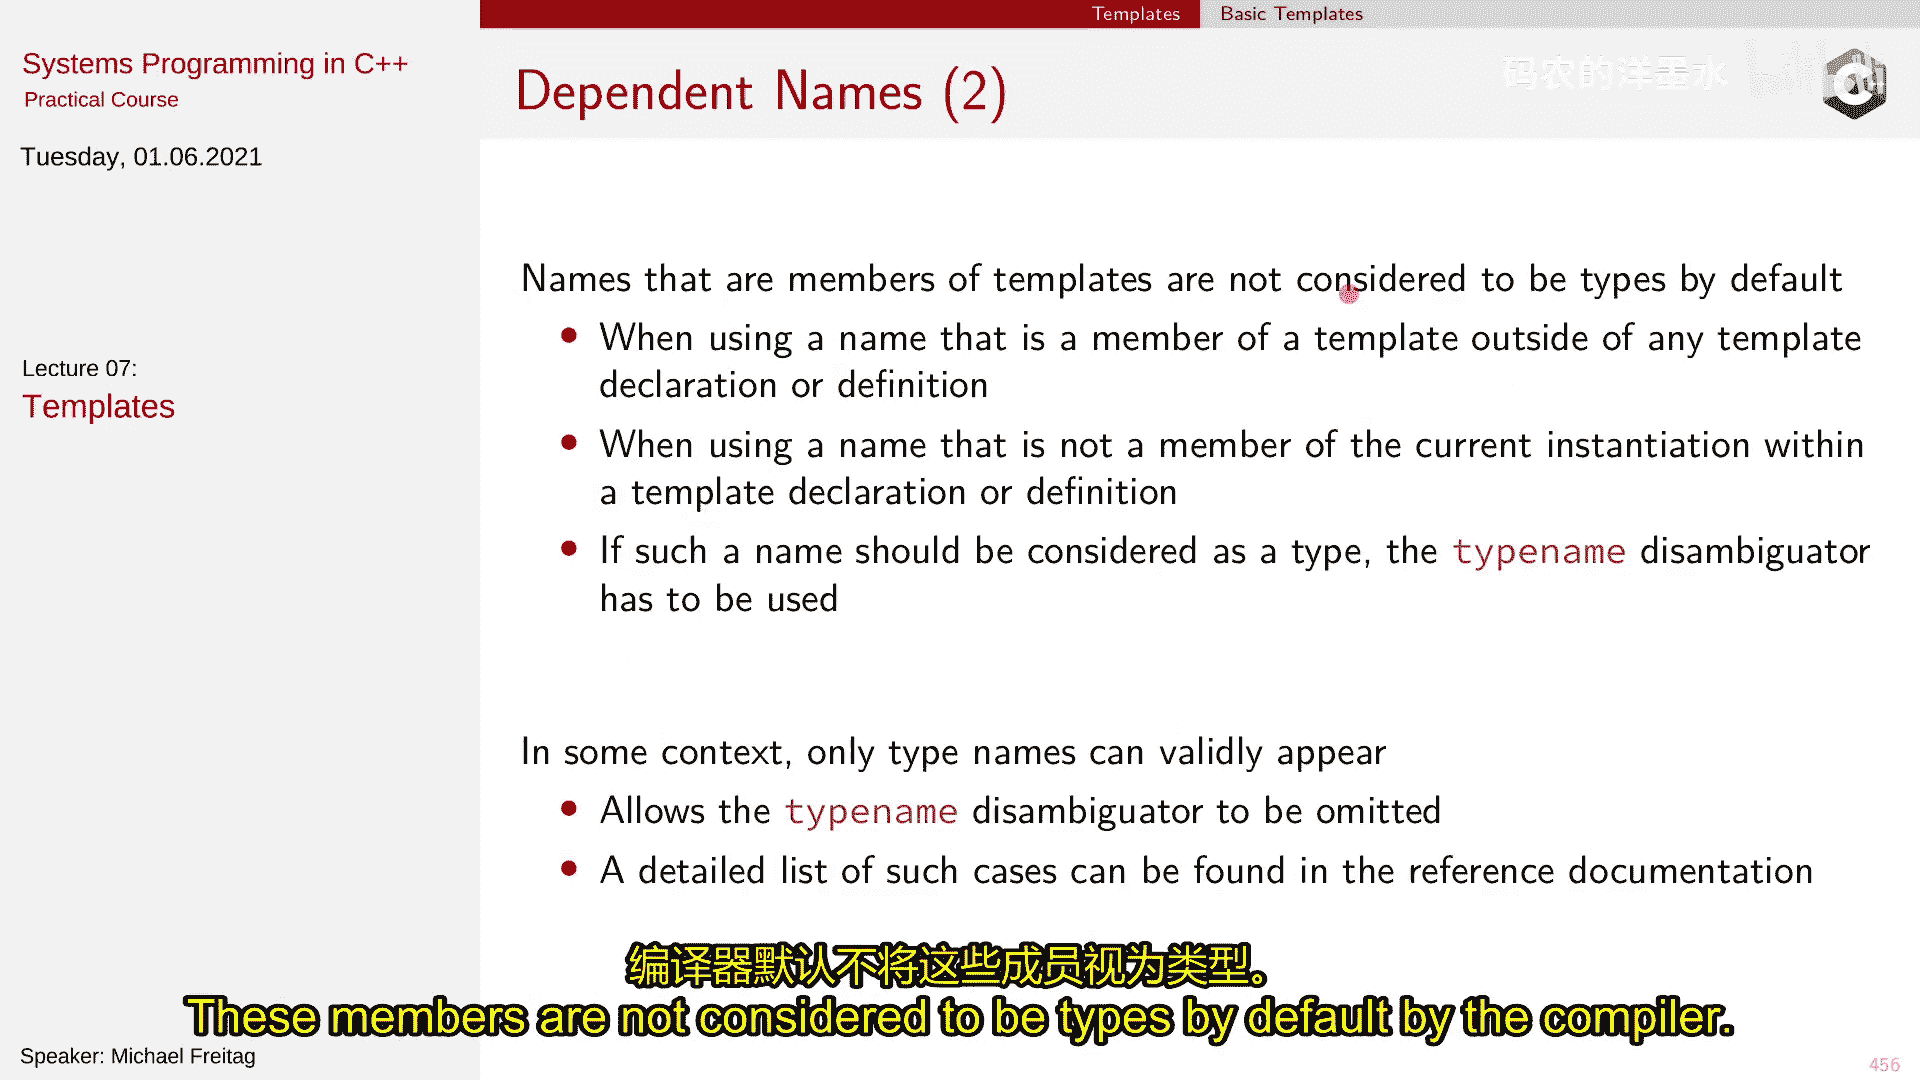 Templates
Basic Templates
Systems Programming in C++
Practical Course
Tuesday, 01.06.2021
Lecture 07:
Templates
Dependent Names (2)
码农的洋墨水
Names that are members of templates are not considered to be types by default
When using a name that is a member of a template outside of any template
declaration or definition
When using a name that is not a member of the current instantiation within
a template declaration or definition
If such a name should be considered as a type, the typename disambiguator
has to be used
In some context, only type names can validly appear
Allows the typename disambiguator to be omitted
A detailed list of such cases can be found in the reference documentation
编译器默认不将这些成员视为类型。
These members are not considered to be types by default by the compiler.
Speaker: Michael Freitag
456